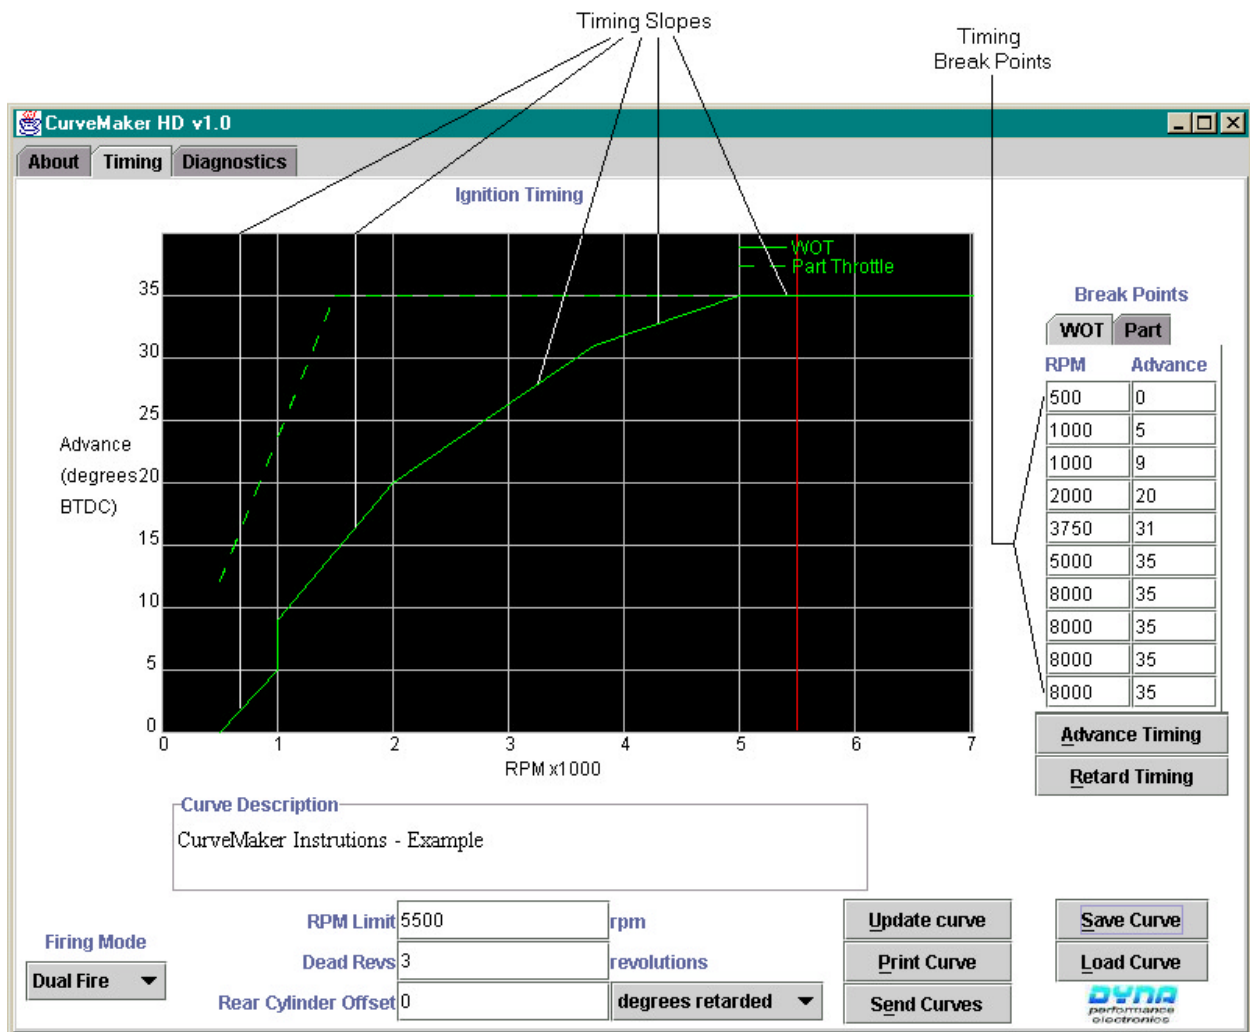 Timing Slopes
Timing
Break Points
CurveMaker HD v1.0
About Timing Diagnostics
Ignition Timing
WOT
Part Throttle
35
30
25
20
15
10
5
0
Advance
(degrees
BTDC)
0 1 2 3 4 5 6 7
RPM x1000
Break Points
WOT Part
RPM Advance
500 0
1000 5
1000 9
2000 20
3750 31
5000 35
8000 35
8000 35
8000 35
8000 35
Advance Timing
Retard Timing
Curve Description
CurveMaker Instrutions - Example
Firing Mode
Dual Fire
RPM Limit 5500 rpm
Dead Revs 3 revolutions
Rear Cylinder Offset 0 degrees retarded
Update curve
Print Curve
Send Curves
Save Curve
Load Curve
DYNA
performance
electronics